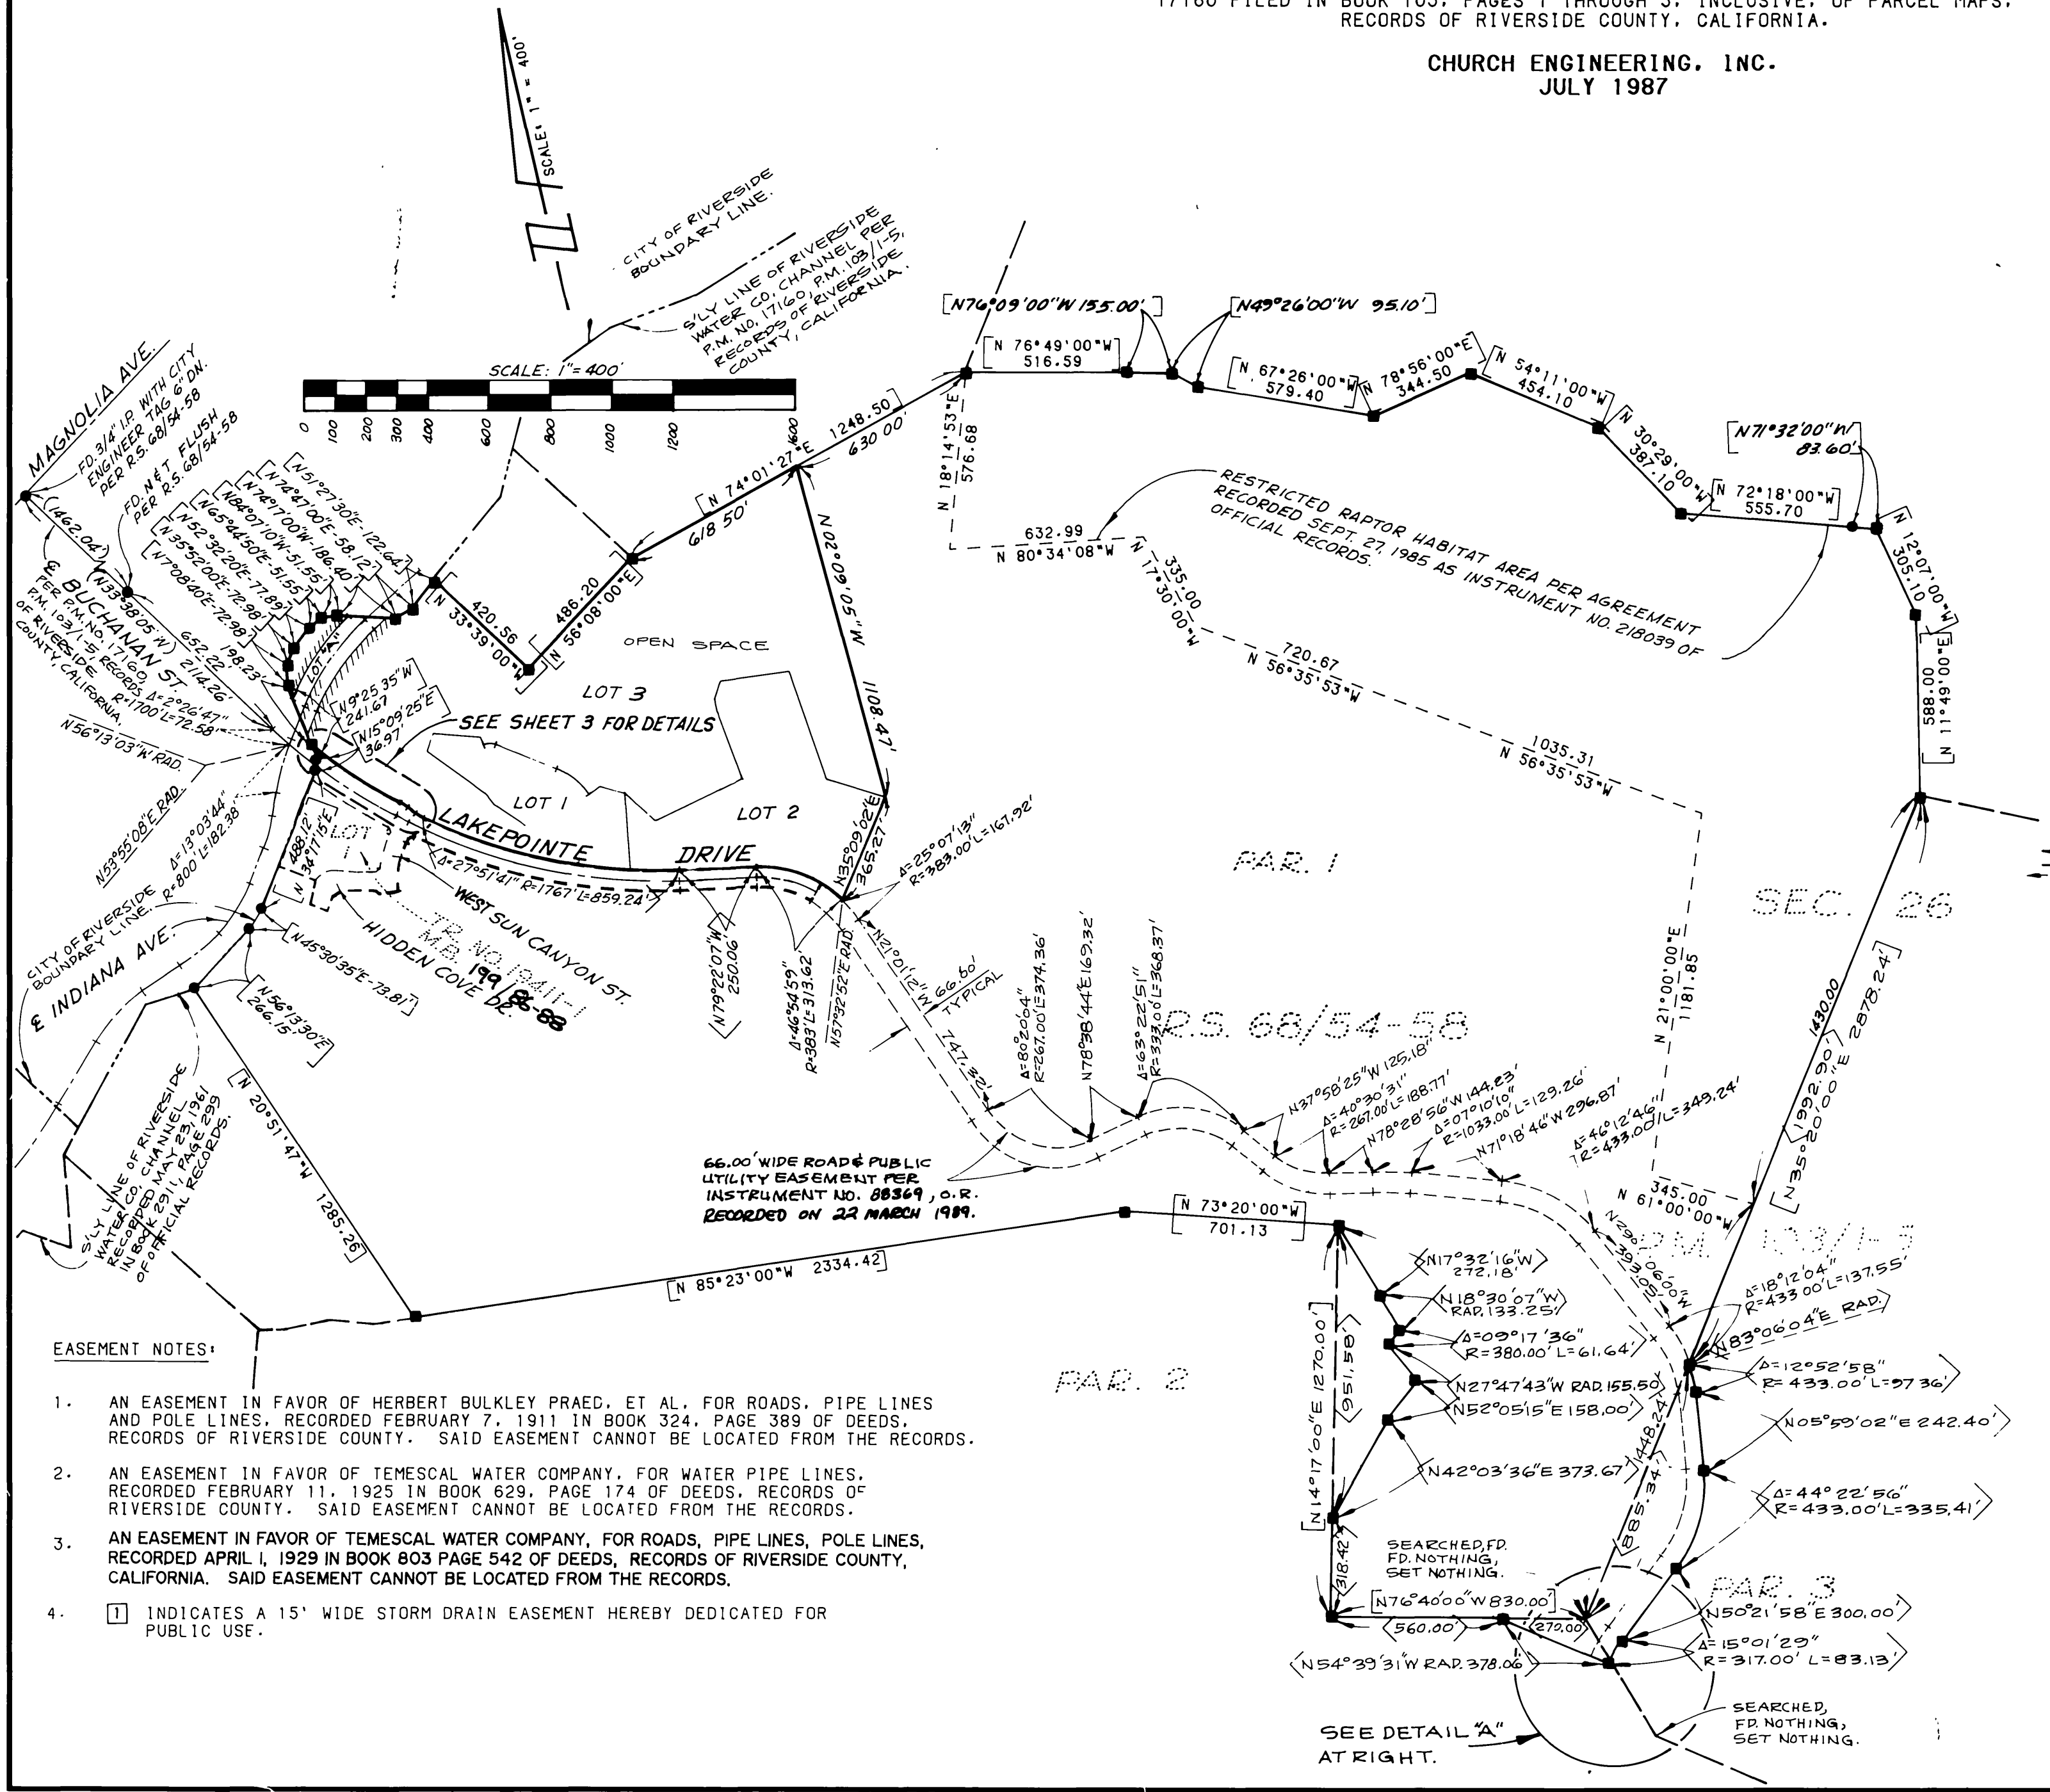 17160 FILED IN BOOK 103, PAGES 1 THROUGH 5, INCLUSIVE, OF PARCEL MAPS,
RECORDS OF RIVERSIDE COUNTY, CALIFORNIA.
CHURCH ENGINEERING, INC.
JULY 1987
SCALE: 1" = 400'
CITY OF RIVERSIDE
BOUNDARY LINE.
S'LY LINE OF RIVERSIDE
WATER CO. CHANNEL PER
P.M. NO. 17160, P.M. 103/1-5,
RECORDS OF RIVERSIDE
COUNTY, CALIFORNIA.
SCALE: 1"= 400'
0 100 200 300 400 600 800 1000 1200 1600
MAGNOLIA AVE.
FD. 3/4" I.P. WITH CITY
ENGINEER TAG 6" DN.
PER R.S. 68/54-58
FD. N & T FLUSH
PER R.S. 68/54-58
(1462.04')
[N51°27'30"E-122.64']
[N74°47'00"E-58.12']
[N74°17'00"W-186.40']
[N84°07'10"W-51.55']
[N65°44'50"E-51.55']
[N52°32'20"E-77.89']
[N35°52'00"E-72.98']
[N7°08'40"E-72.98']
198.23'
(N33°38'05"W) 2114.26'
652.22'
℄ BUCHANAN ST.
PER P.M. NO. 17160,
P.M. 103/1-5, RECORDS
OF RIVERSIDE
COUNTY, CALIFORNIA.
Δ=2°26'47"
R=1700' L=72.58'
N56°13'03"W RAD.
N53°55'08"E RAD.
Δ=13°03'44"
R=800' L=182.38'
LOT "A"
[N9°25'35"W
241.67']
[N15°09'25"E
36.97']
SEE SHEET 3 FOR DETAILS
[N 33°39'00"W]
420.56
486.20
[N 56°08'00"E]
OPEN SPACE
LOT 3
LOT 1
LOT 2
LAKEPOINTE DRIVE
[N 74°01'27"E 1248.50]
618.50'
630.00'
N02°09'05"W 1108.47'
N35°09'02"E
365.27'
[N76°09'00"W 155.00']
[N49°26'00"W 95.10']
[N 76°49'00"W
516.59]
[N 67°26'00"W
579.40]
[N 78°56'00"E
344.50]
[N 54°11'00"W
454.10]
[N 30°29'00"W
387.10]
[N71°32'00"W
83.60']
[N 72°18'00"W
555.70]
[N 12°07'00"W
305.10]
[N 11°49'00"E
588.00]
N 18°14'53"E
576.68
632.99
N 80°34'08"W
335.00
N 17°30'00"W
720.67
N 56°35'53"W
1035.31
N 56°35'53"W
RESTRICTED RAPTOR HABITAT AREA PER AGREEMENT
RECORDED SEPT. 27, 1985 AS INSTRUMENT NO. 218039 OF
OFFICIAL RECORDS.
PAR. 1
SEC. 26
N 21°00'00"E
1181.85
1430.00
[N35°20'00"E 2878.24']
<1992.90'>
345.00
N 61°00'00"W
R.S. 68/54-58
P.M. 103/1-5
CITY OF RIVERSIDE
BOUNDARY LINE.
℄ INDIANA AVE.
[N 34°17'15"E]
488.12'
LOT
[N45°30'35"E-73.81']
[N56°13'30"E
266.15']
TR. NO. 19411-1
M.B. 199/86-88
HIDDEN COVE DR.
WEST SUN CANYON ST.
<Δ=27°51'41" R=1767' L=859.24'>
[N79°22'07"W
250.06']
Δ=46°54'59"
R=383' L=313.62'
N57°32'52"E RAD.
Δ=25°07'13"
R=383.00' L=167.92'
N21°01'12"W
747.32'
66.00'
TYPICAL
Δ=80°20'04"
R=267.00' L=374.36'
N78°38'44"E 169.32'
Δ=63°22'51"
R=333.00' L=368.37'
N37°58'25"W 125.18'
Δ=40°30'31"
R=267.00' L=188.77'
N78°28'56"W 144.23'
Δ=07°10'10"
R=1033.00' L=129.26'
N71°18'46"W 296.87'
Δ=46°12'46"
R=433.00' L=349.24'
66.00' WIDE ROAD & PUBLIC
UTILITY EASEMENT PER
INSTRUMENT NO. 88369, O.R.
RECORDED ON 22 MARCH 1989.
S'LY LINE OF RIVERSIDE
WATER CO. CHANNEL
RECORDED MAY 23, 1961
IN BOOK 2911, PAGE 299
OF OFFICIAL RECORDS.
[N 20°51'47"W 1285.26]
[N 85°23'00"W 2334.42]
[N 73°20'00"W
701.13]
393.05'
Δ=18°12'04"
R=433.00' L=137.55'
N83°06'04"E RAD.>
<N17°32'16"W
272.18'>
<N18°30'07"W
RAD. 133.25'>
<Δ=09°17'36"
R=380.00' L=61.64'>
<N27°47'43"W RAD. 155.50'>
<N52°05'15"E 158.00'>
<N42°03'36"E 373.67'>
<Δ=12°52'58"
R=433.00' L=97.36'>
<N05°59'02"E 242.40'>
<Δ=44°22'56"
R=433.00' L=335.41'>
[N14°17'00"E 1270.00']
<951.58'>
<318.42'>
1448.24'
<885.34'>
PAR. 2
PAR. 3
SEARCHED, FD.
FD. NOTHING,
SET NOTHING.
[N76°40'00"W 830.00']
<560.00'>
<270.00'>
<N54°39'31"W RAD. 378.06'>
<N50°21'58"E 300.00'>
<Δ=15°01'29"
R=317.00' L=83.13'>
SEE DETAIL "A"
AT RIGHT.
SEARCHED,
FD. NOTHING,
SET NOTHING.
EASEMENT NOTES:
1. AN EASEMENT IN FAVOR OF HERBERT BULKLEY PRAED, ET AL, FOR ROADS, PIPE LINES
AND POLE LINES, RECORDED FEBRUARY 7, 1911 IN BOOK 324, PAGE 389 OF DEEDS,
RECORDS OF RIVERSIDE COUNTY. SAID EASEMENT CANNOT BE LOCATED FROM THE RECORDS.
2. AN EASEMENT IN FAVOR OF TEMESCAL WATER COMPANY, FOR WATER PIPE LINES,
RECORDED FEBRUARY 11, 1925 IN BOOK 629, PAGE 174 OF DEEDS, RECORDS OF
RIVERSIDE COUNTY. SAID EASEMENT CANNOT BE LOCATED FROM THE RECORDS.
3. AN EASEMENT IN FAVOR OF TEMESCAL WATER COMPANY, FOR ROADS, PIPE LINES, POLE LINES,
RECORDED APRIL 1, 1929 IN BOOK 803 PAGE 542 OF DEEDS, RECORDS OF RIVERSIDE COUNTY,
CALIFORNIA. SAID EASEMENT CANNOT BE LOCATED FROM THE RECORDS.
4. [1] INDICATES A 15' WIDE STORM DRAIN EASEMENT HEREBY DEDICATED FOR
PUBLIC USE.